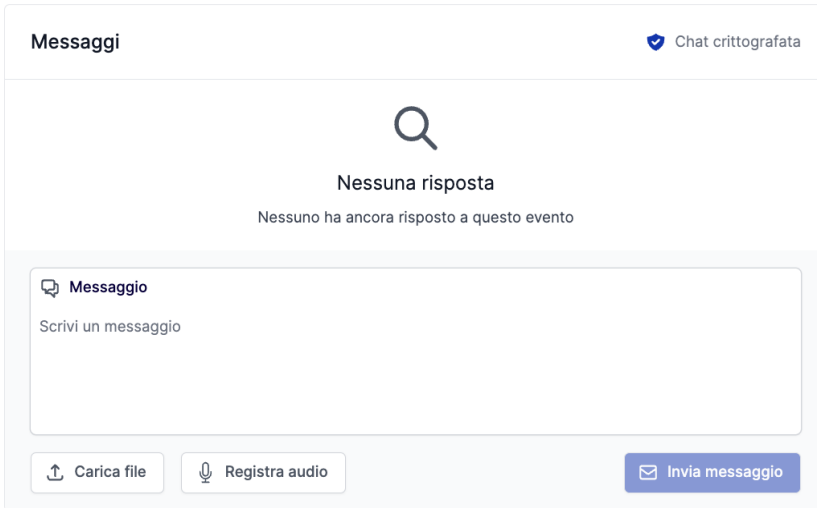 Messaggi
Chat crittografata
Nessuna risposta
Nessuno ha ancora risposto a questo evento
Messaggio
Scrivi un messaggio
Carica file
Registra audio
Invia messaggio